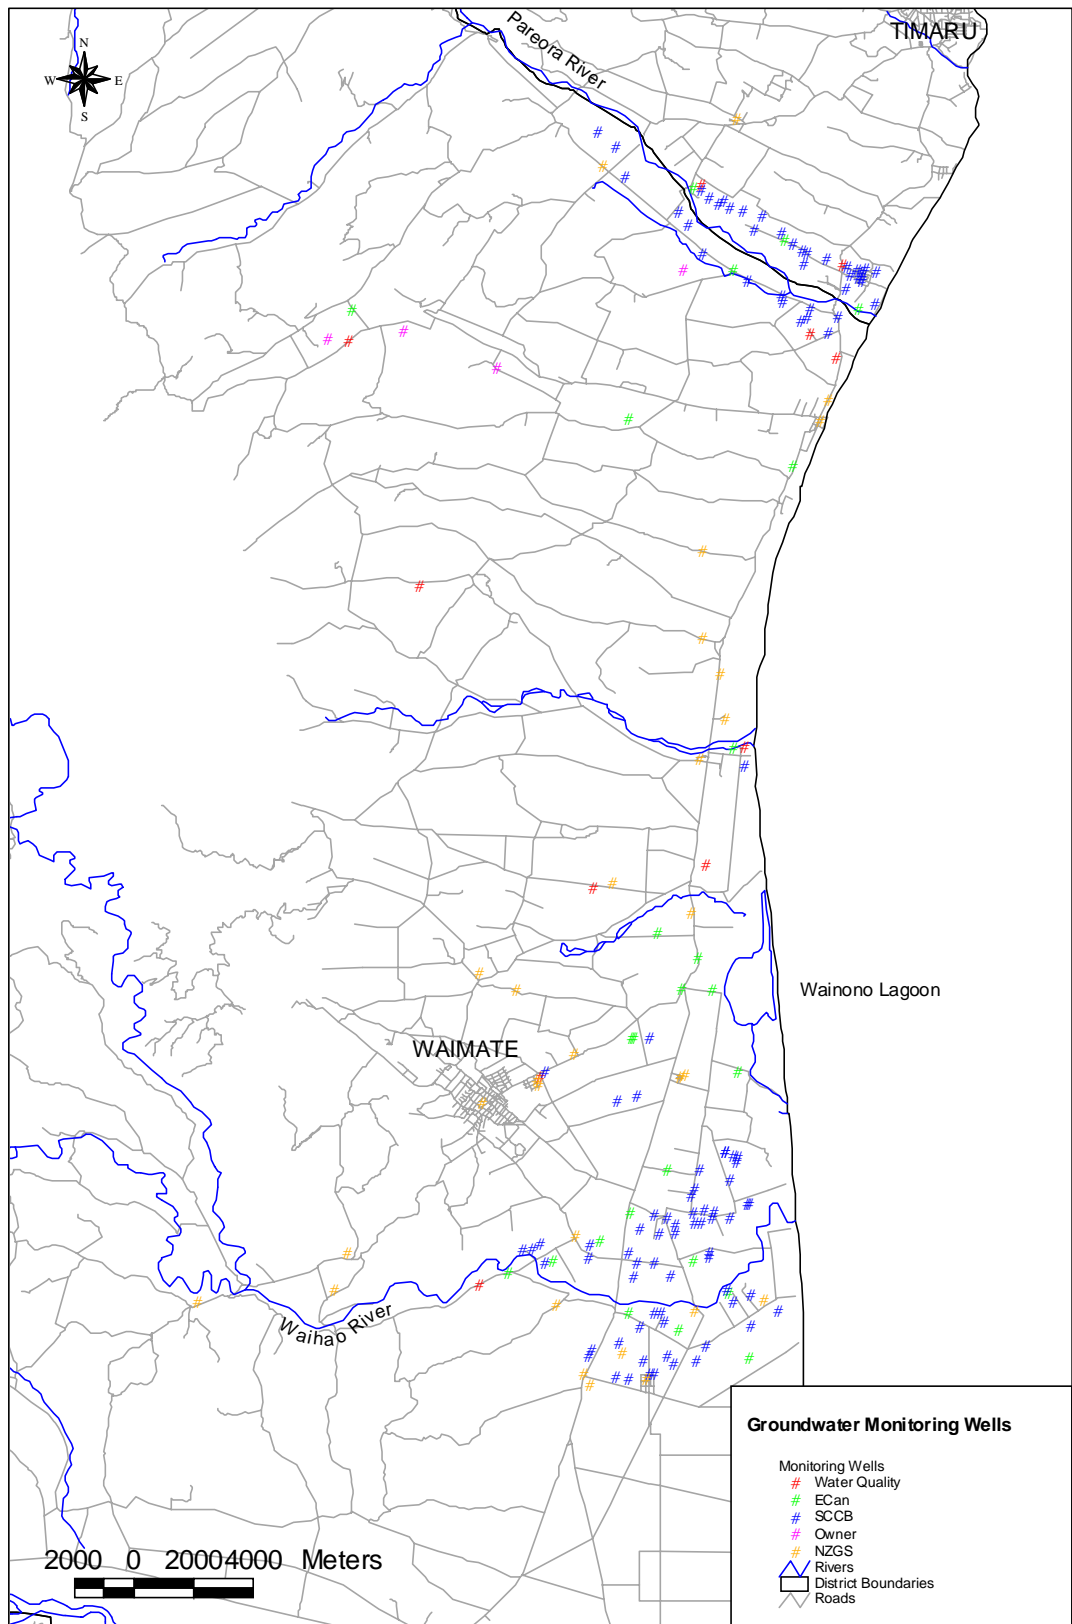 TIMARU
Pareora River
N
W E
S
Wainono Lagoon
WAIMATE
Waihao River
Groundwater Monitoring Wells
Monitoring Wells
# Water Quality
# ECan
# SCCB
# Owner
# NZGS
Rivers
District Boundaries
Roads
2000 0 20004000 Meters